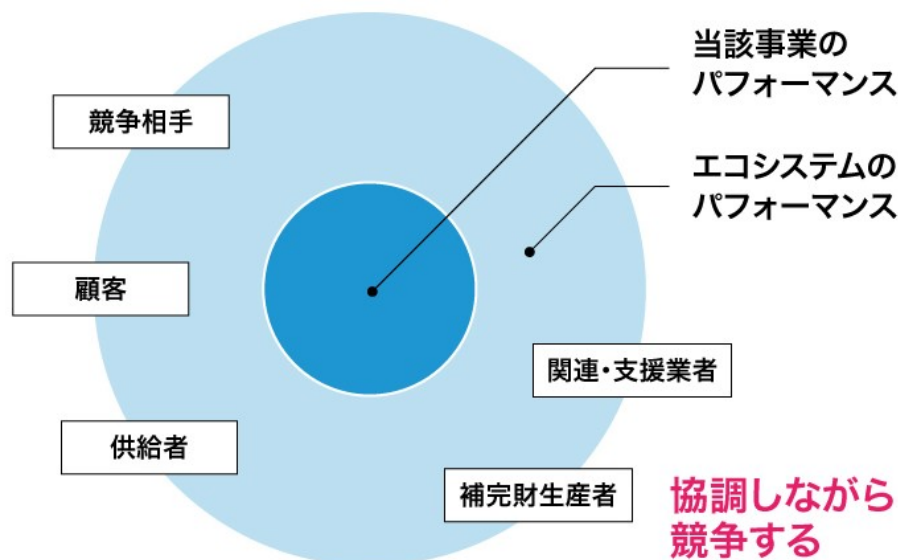 当該事業の
パフォーマンス
競争相手
エコシステムの
パフォーマンス
顧客
関連・支援業者
供給者
補完財生産者
協調しながら
競争する